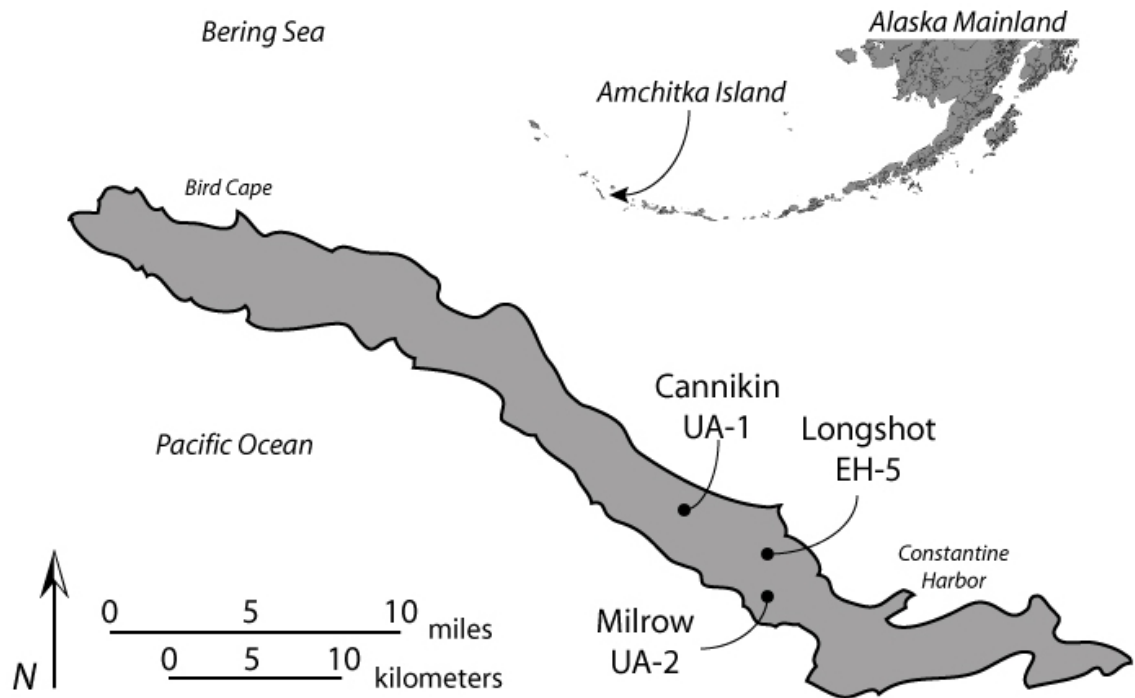 Bering Sea
Alaska Mainland
Amchitka Island
Bird Cape
Cannikin
UA-1
Longshot
EH-5
Pacific Ocean
Constantine
Harbor
Milrow
UA-2
0 5 10 miles
0 5 10 kilometers
N